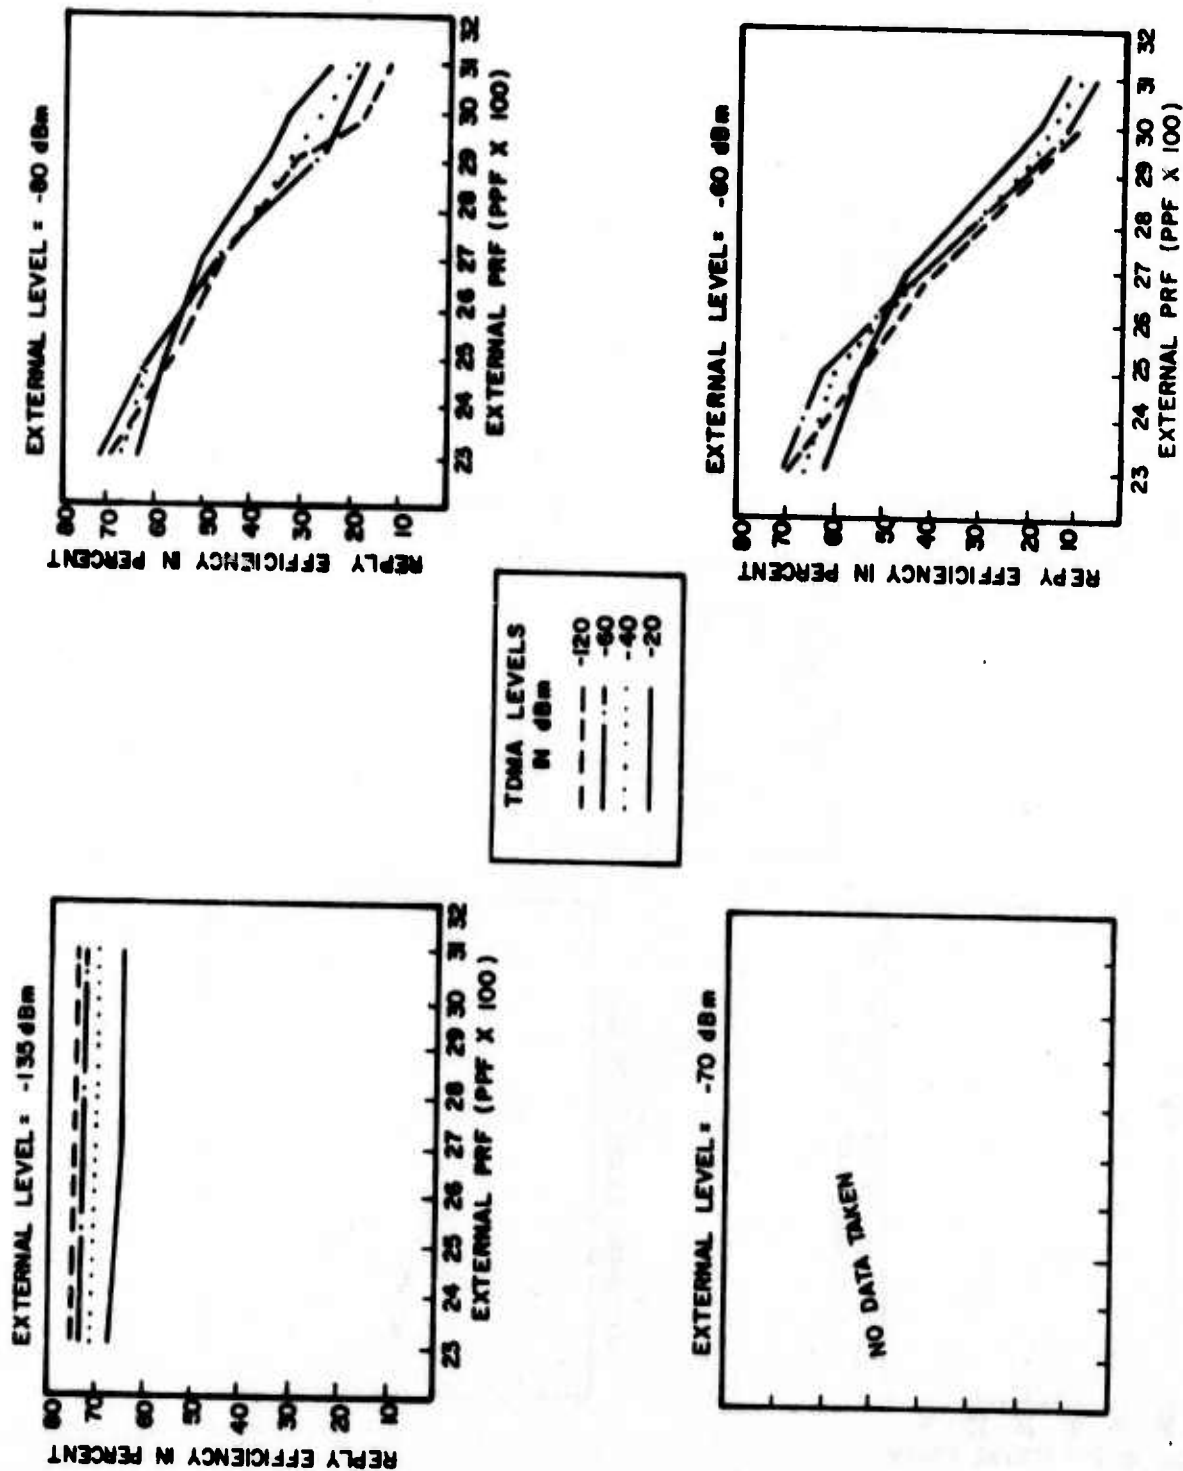 EXTERNAL LEVEL = -135 dBm
REPLY EFFICIENCY IN PERCENT
80
70
60
50
40
30
20
10
23 24 25 26 27 28 29 30 31 32
EXTERNAL PRF (PPF X 100)
EXTERNAL LEVEL = -80 dBm
REPLY EFFICIENCY IN PERCENT
80
70
60
50
40
30
20
10
23 24 25 26 27 28 29 30 31 32
EXTERNAL PRF (PPF X 100)
TDMA LEVELS
IN dBm
-120
-60
-40
-20
EXTERNAL LEVEL = -70 dBm
NO DATA TAKEN
EXTERNAL LEVEL = -60 dBm
REPY EFFICIENCY IN PERCENT
80
70
60
50
40
30
20
10
23 24 25 26 27 28 29 30 31 32
EXTERNAL PRF (PPF X 100)